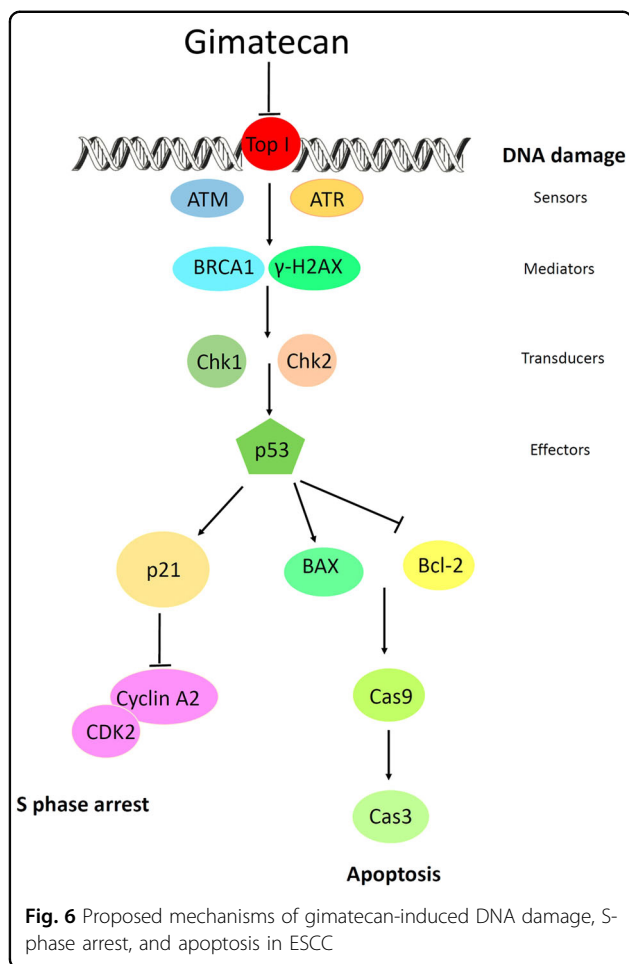 Gimatecan
Top I
DNA damage
ATM
ATR
Sensors
BRCA1
γ-H2AX
Mediators
Chk1
Chk2
Transducers
p53
Effectors
p21
BAX
Bcl-2
Cyclin A2
CDK2
Cas9
S phase arrest
Cas3
Apoptosis
Fig. 6 Proposed mechanisms of gimatecan-induced DNA damage, S-
phase arrest, and apoptosis in ESCC